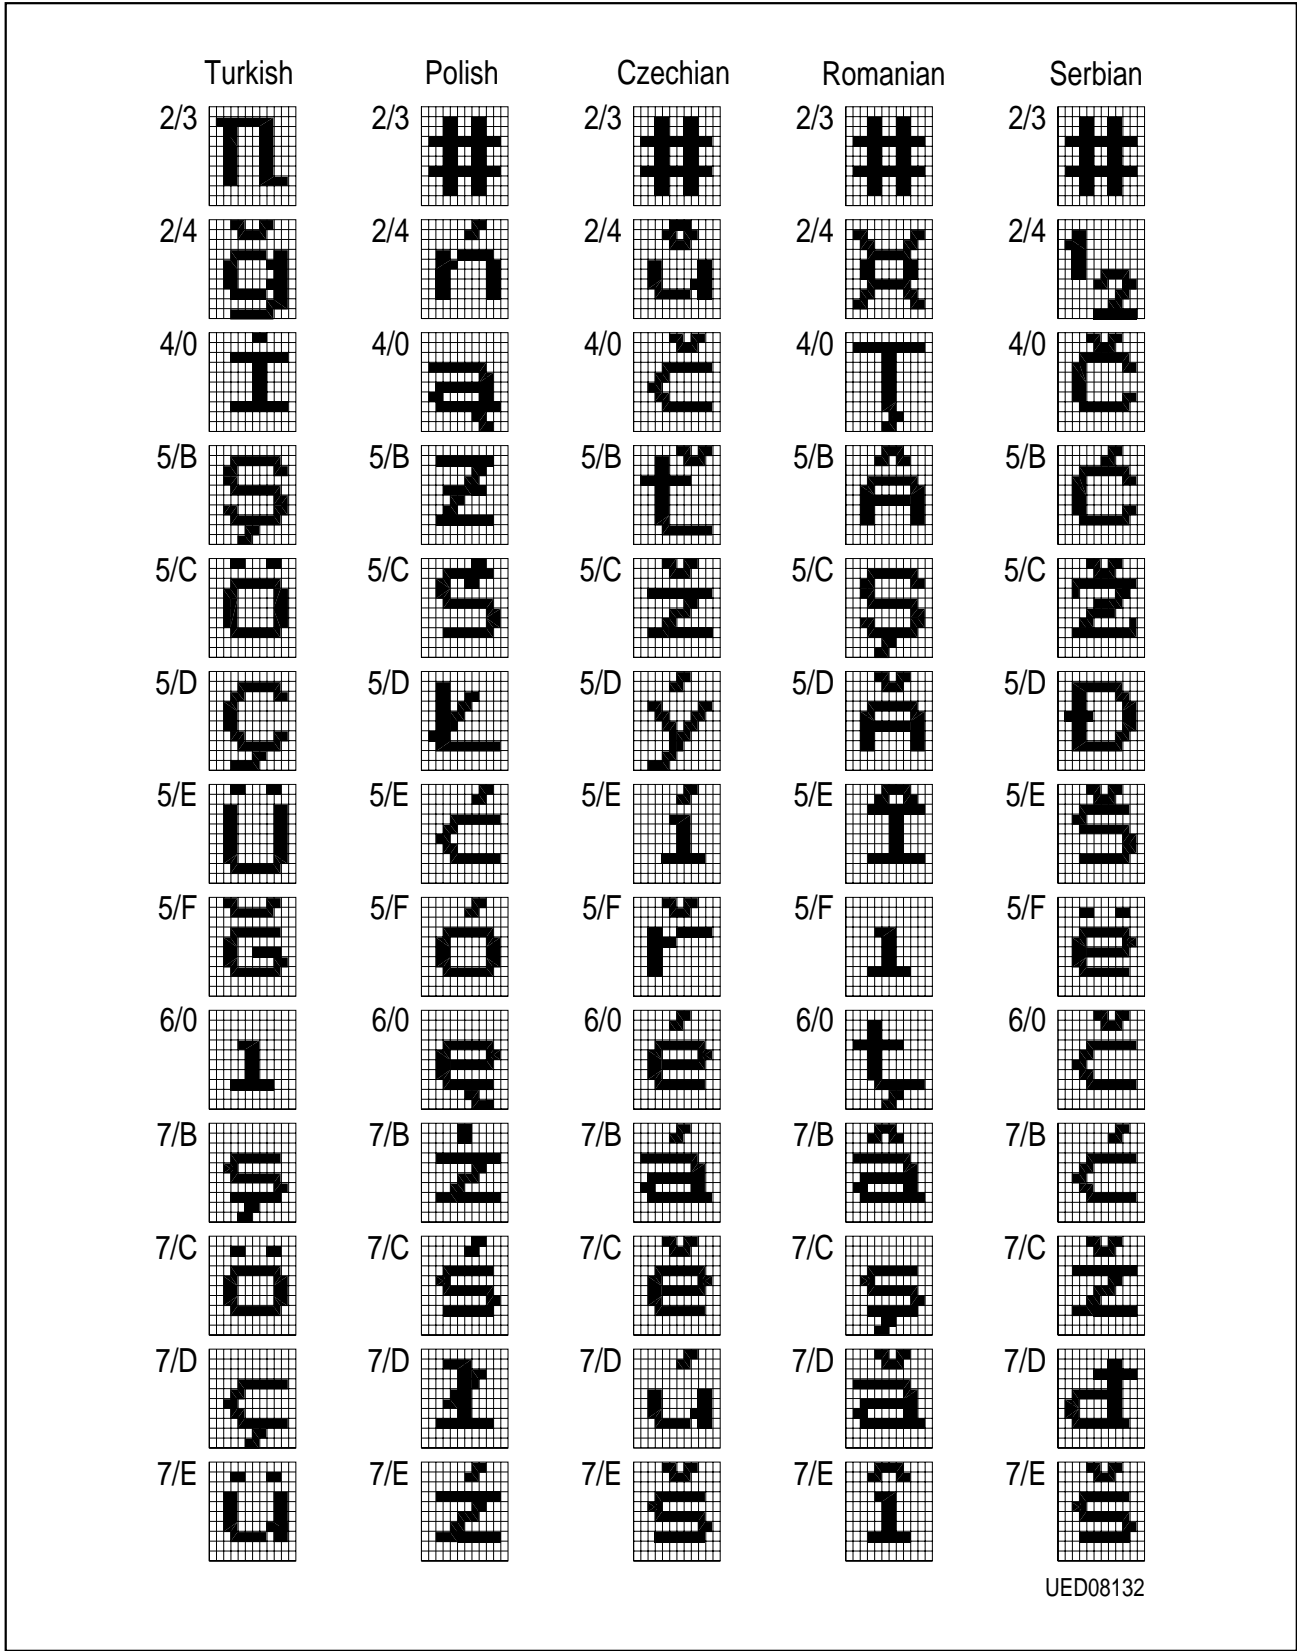 Turkish Polish Czechian Romanian Serbian
2/3 2/3 # 2/3 # 2/3 # 2/3 #
2/4 ğ 2/4 ń 2/4 ů 2/4 ¤ 2/4 ½
4/0 İ 4/0 ą 4/0 č 4/0 Ţ 4/0 Č
5/B Ş 5/B Ƶ 5/B ť 5/B Â 5/B Ć
5/C Ö 5/C Ś 5/C ž 5/C Ş 5/C Ž
5/D Ç 5/D Ł 5/D ý 5/D Ă 5/D Đ
5/E Ü 5/E ć 5/E í 5/E Î 5/E Š
5/F Ğ 5/F ó 5/F ř 5/F ı 5/F ë
6/0 ı 6/0 ę 6/0 é 6/0 ţ 6/0 č
7/B ş 7/B ż 7/B á 7/B â 7/B ć
7/C ö 7/C ś 7/C ě 7/C ş 7/C ž
7/D ç 7/D ł 7/D ú 7/D ă 7/D đ
7/E ü 7/E ź 7/E š 7/E î 7/E š
UED08132